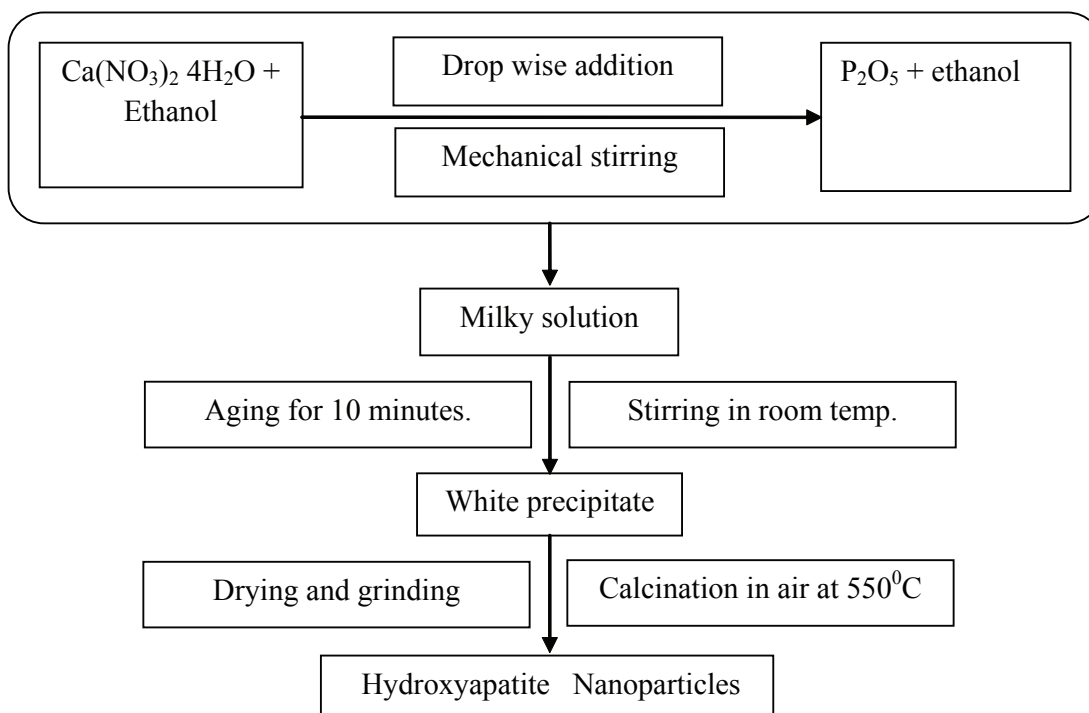 Ca(NO₃)₂ 4H₂O +
Ethanol
Drop wise addition
Mechanical stirring
P₂O₅ + ethanol
Milky solution
Aging for 10 minutes.
Stirring in room temp.
White precipitate
Drying and grinding
Calcination in air at 550⁰C
Hydroxyapatite Nanoparticles